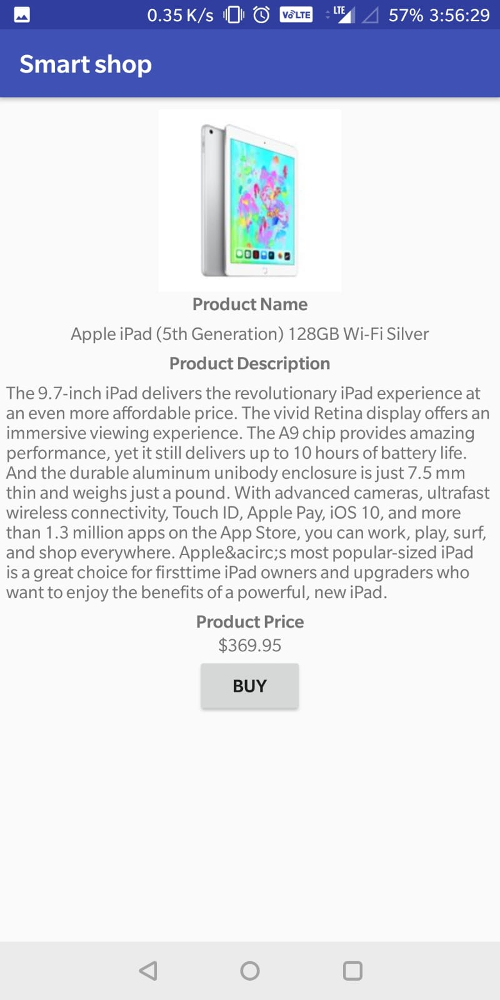 0.35 K/s VoLTE LTE 57% 3:56:29
Smart shop
Product Name
Apple iPad (5th Generation) 128GB Wi-Fi Silver
Product Description
The 9.7-inch iPad delivers the revolutionary iPad experience at
an even more affordable price. The vivid Retina display offers an
immersive viewing experience. The A9 chip provides amazing
performance, yet it still delivers up to 10 hours of battery life.
And the durable aluminum unibody enclosure is just 7.5 mm
thin and weighs just a pound. With advanced cameras, ultrafast
wireless connectivity, Touch ID, Apple Pay, iOS 10, and more
than 1.3 million apps on the App Store, you can work, play, surf,
and shop everywhere. Apple&acirc;s most popular-sized iPad
is a great choice for firsttime iPad owners and upgraders who
want to enjoy the benefits of a powerful, new iPad.
Product Price
$369.95
BUY